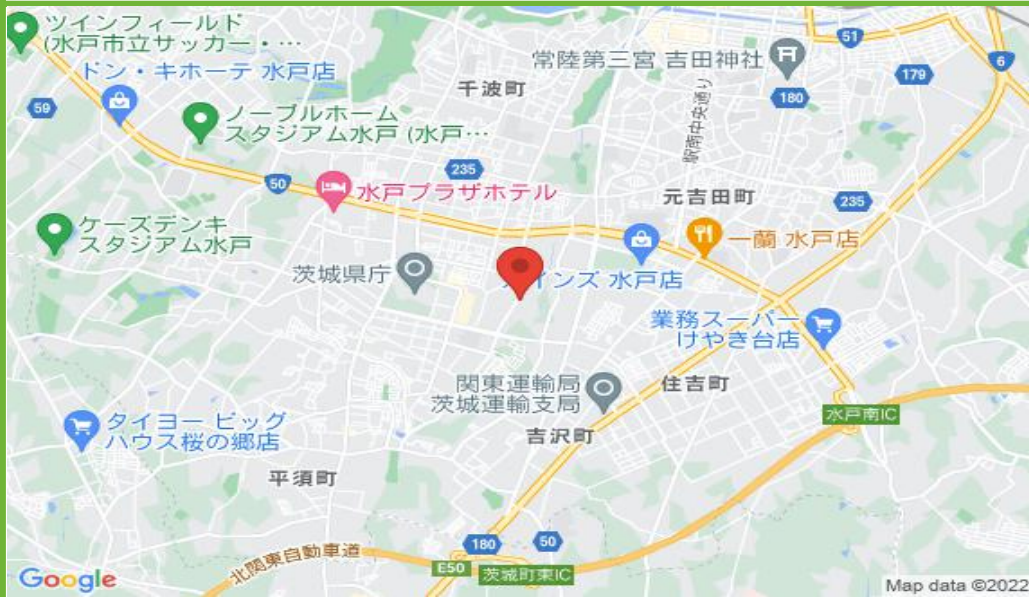 ツインフィールド
(水戸市立サッカー・…
ドン・キホーテ 水戸店
常陸第三宮 吉田神社
51
6
179
180
59
千波町
ノーブルホーム
スタジアム水戸 (水戸…
駅南中央通り
235
50
水戸プラザホテル
元吉田町
235
ケーズデンキ
スタジアム水戸
一蘭 水戸店
茨城県庁
インズ 水戸店
業務スーパー
けやき台店
関東運輸局
茨城運輸支局
住吉町
水戸南IC
タイヨー ビッグ
ハウス桜の郷店
吉沢町
平須町
北関東自動車道
180
50
E50
茨城町東IC
Google
Map data ©2022